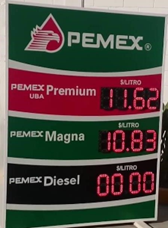 PEMEX®
$/LITRO
PEMEX Premium 11.62
UBA
$/LITRO
PEMEX Magna 10.83
$/LITRO
PEMEX Diesel 00.00